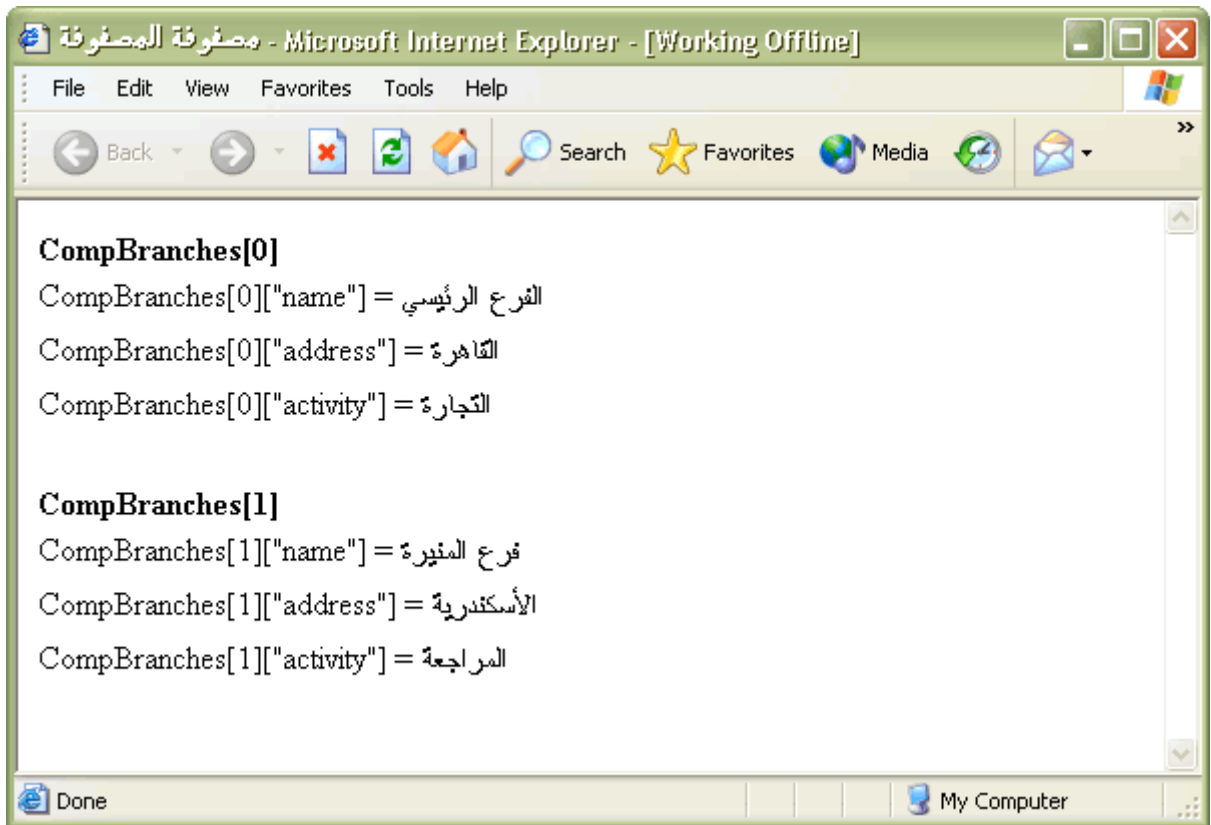 مصفوفة المصفوفة - Microsoft Internet Explorer - [Working Offline]
File Edit View Favorites Tools Help
Back Search Favorites Media »
CompBranches[0]
CompBranches[0]["name"] = الفرع الرئيسي
CompBranches[0]["address"] = القاهرة
CompBranches[0]["activity"] = التجارة
CompBranches[1]
CompBranches[1]["name"] = فرع المنيرة
CompBranches[1]["address"] = الأسكندرية
CompBranches[1]["activity"] = المراجعة
Done My Computer